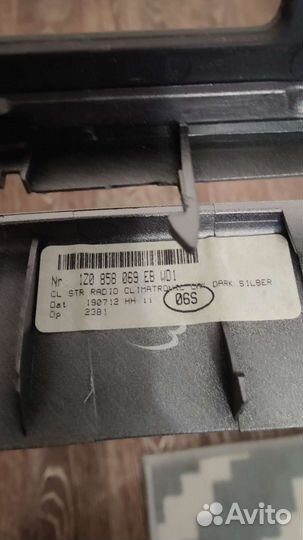 Nr. 1Z0 858 069 EB WD1
CL STR RADIO CLIMATRONIC DARK SILBER
Dat 190712 HH 11
06S
Op 2381
Avito